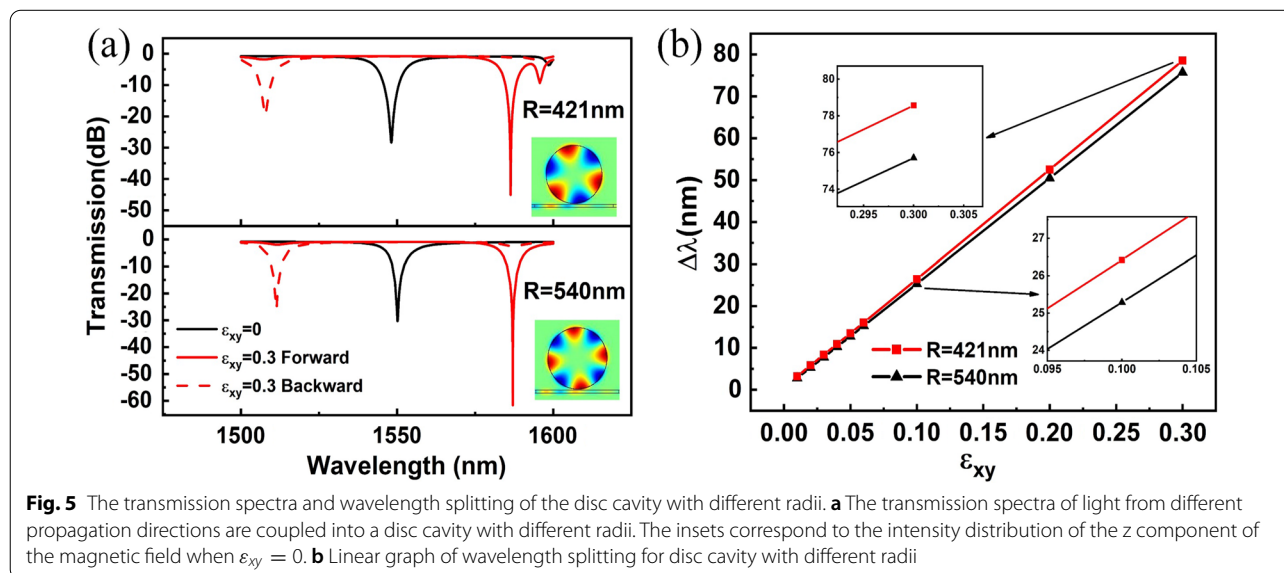 (a)
0
-10
-20
-30
-40
-50
R=421nm
0
-10
-20
-30
-40
-50
-60
R=540nm
εxy=0
εxy=0.3 Forward
εxy=0.3 Backward
1500
1550
1600
Transmission(dB)
Wavelength (nm)
(b)
80
70
60
50
40
30
20
10
0
Δλ(nm)
80
78
76
74
0.295
0.300
0.305
27
26
25
24
0.095
0.100
0.105
R=421nm
R=540nm
0.00
0.05
0.10
0.15
0.20
0.25
0.30
εxy
Fig. 5 The transmission spectra and wavelength splitting of the disc cavity with different radii. a The transmission spectra of light from different
propagation directions are coupled into a disc cavity with different radii. The insets correspond to the intensity distribution of the z component of
the magnetic field when εxy = 0. b Linear graph of wavelength splitting for disc cavity with different radii